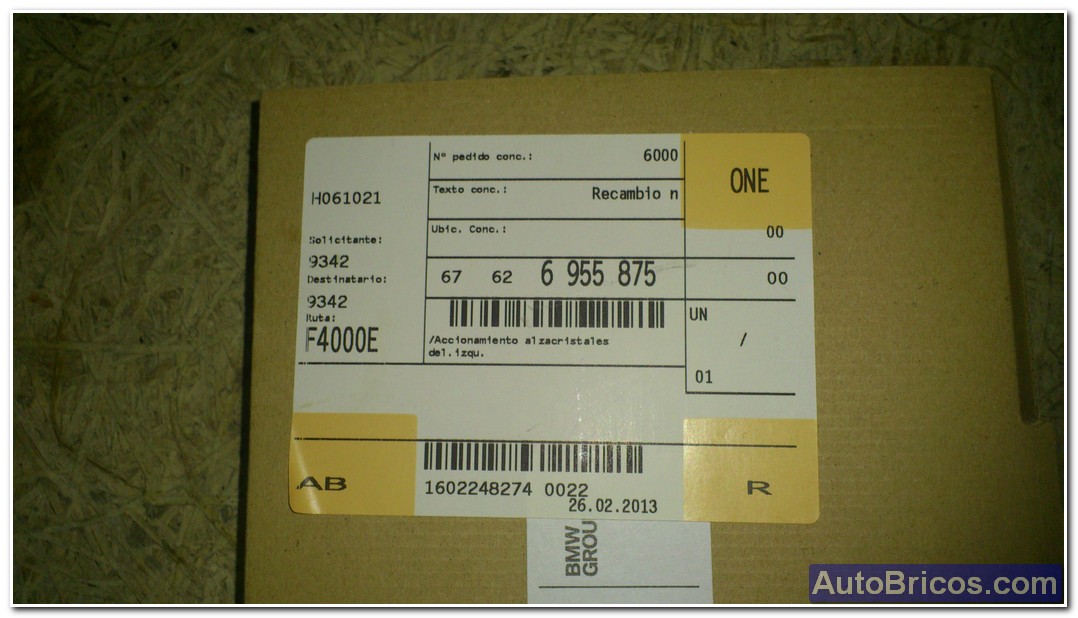 H061021
Solicitante:
9342
Destinatario:
9342
Ruta:
F4000E
Nº pedido conc.: 6000
Texto conc.: Recambio n
Ubic. Conc.:
67 62 6 955 875
/Accionamiento alzacristales
del.izqu.
ONE
00
00
UN
/
01
AB
1602248274 0022
26.02.2013
R
BMW
GROU
AutoBricos.com